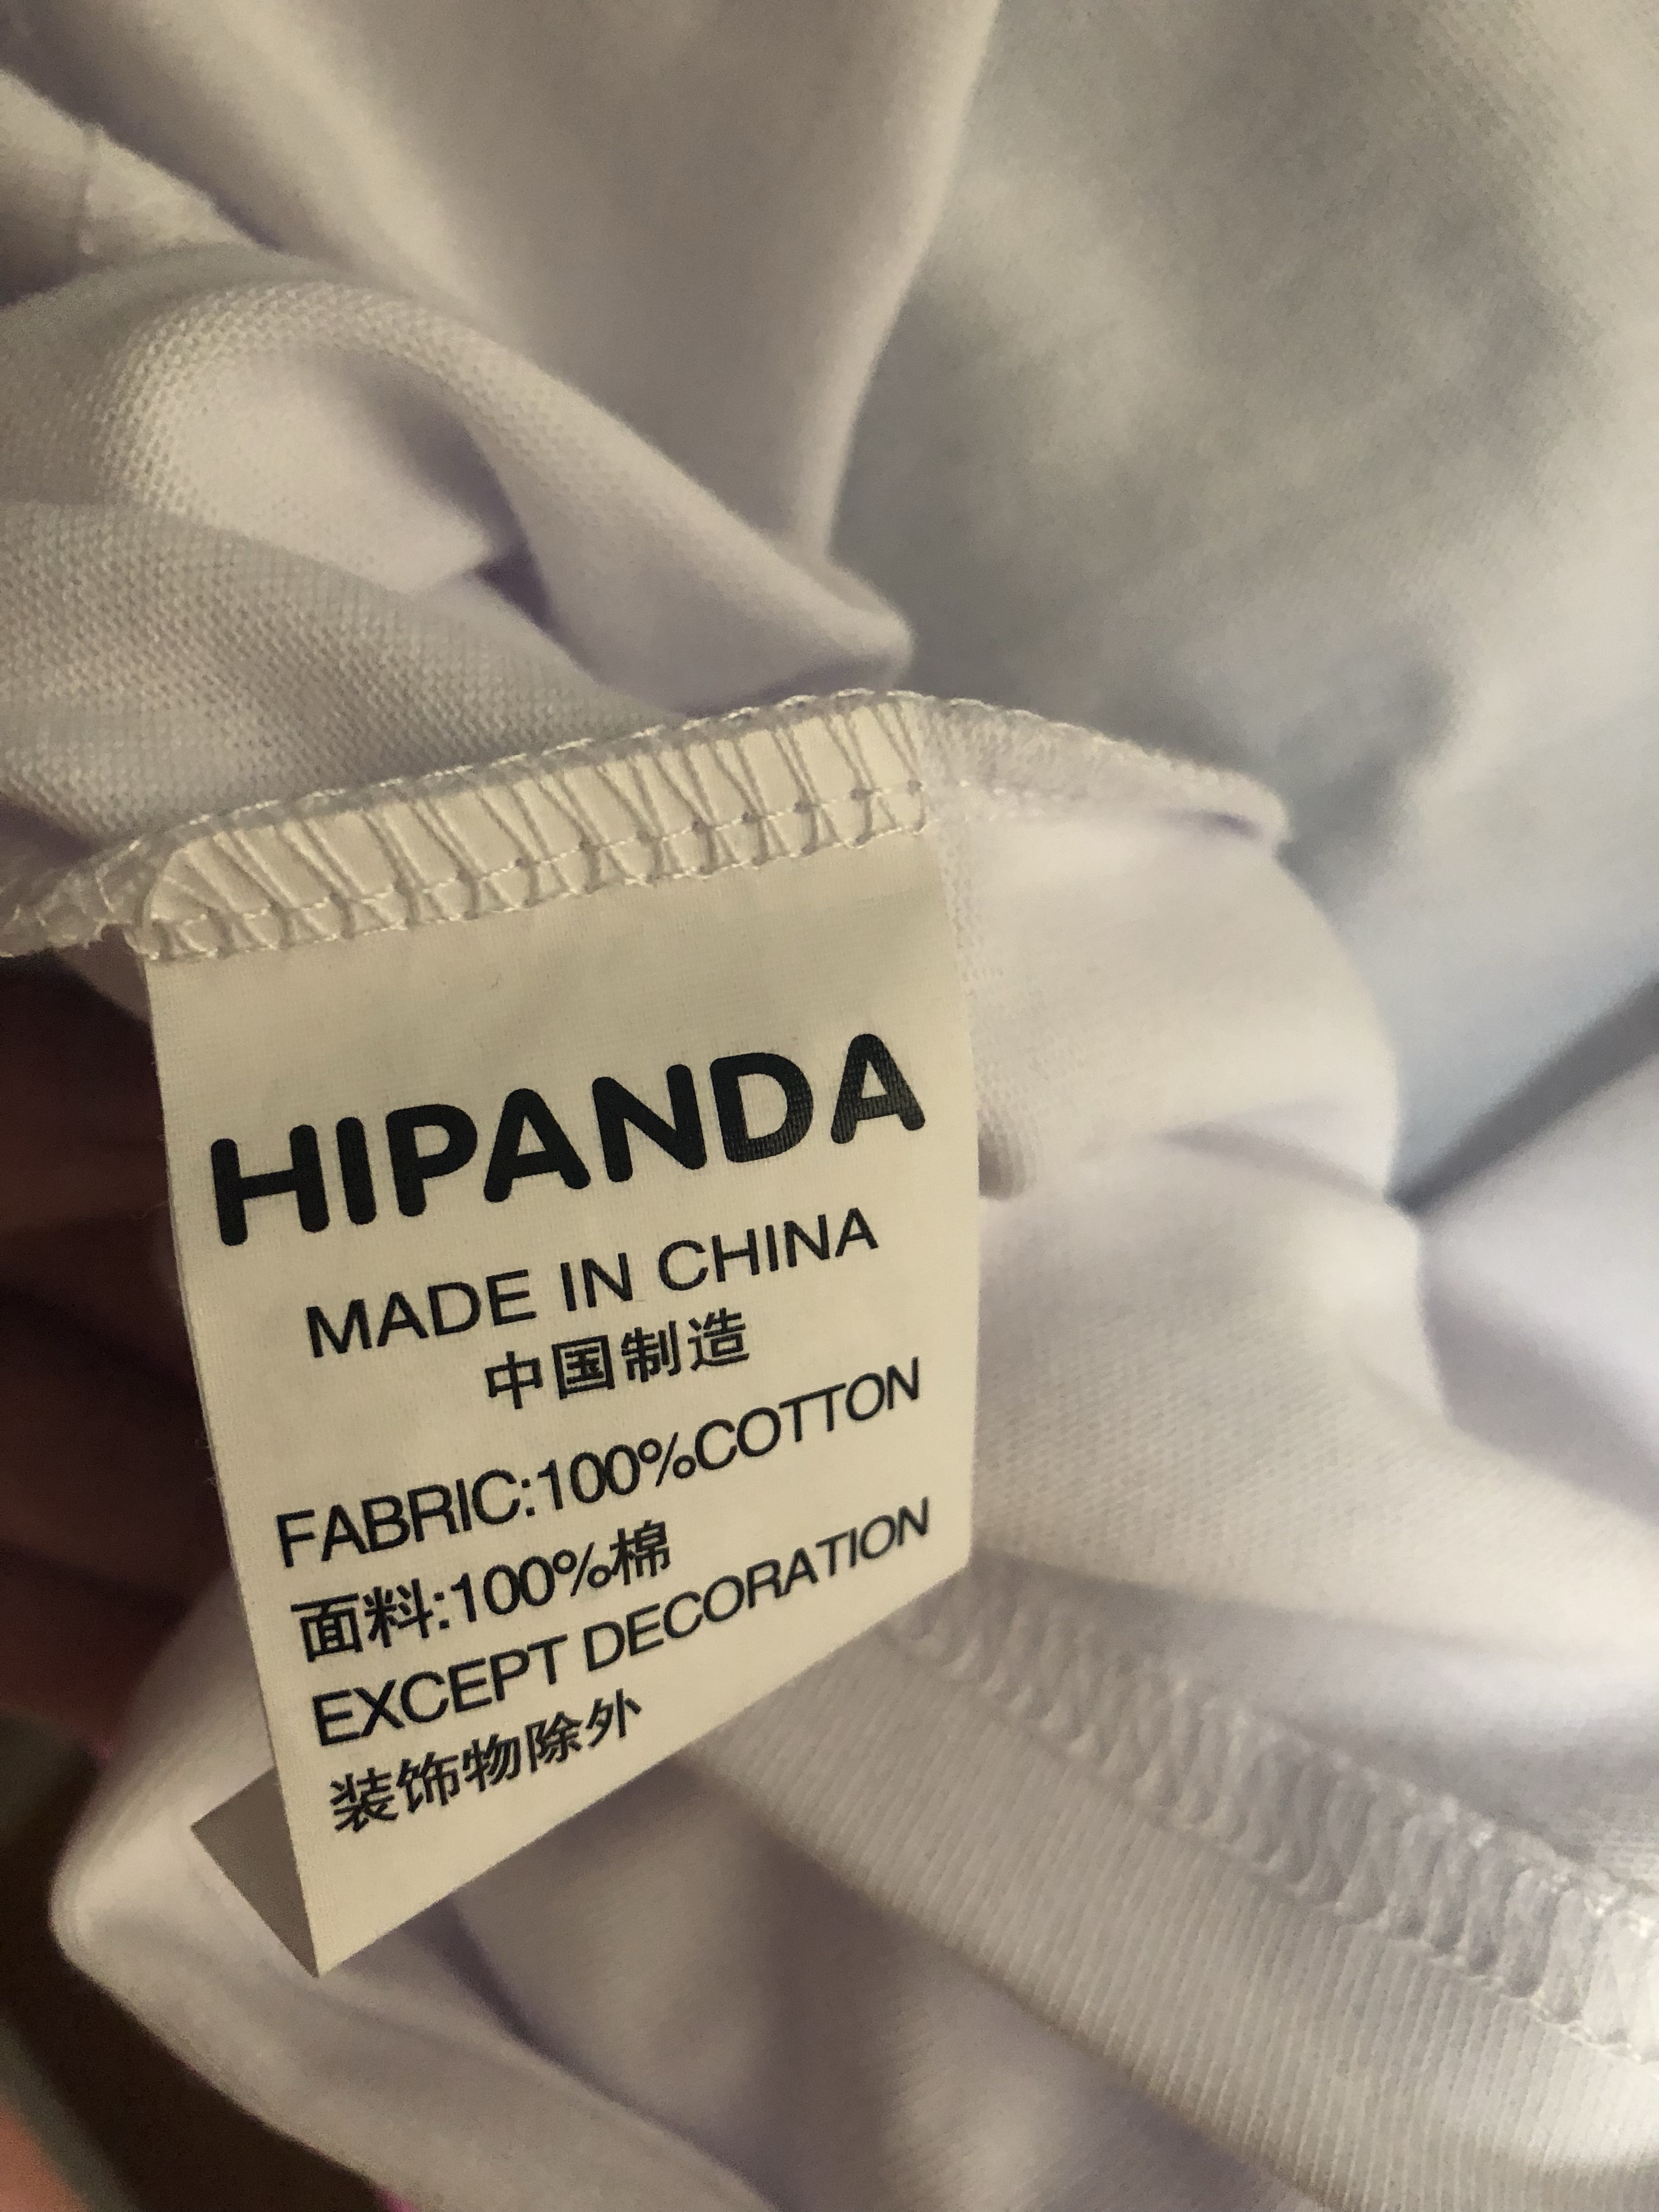 HIPANDA
MADE IN CHINA
中国制造
FABRIC:100%COTTON
面料:100%棉
EXCEPT DECORATION
装饰物除外